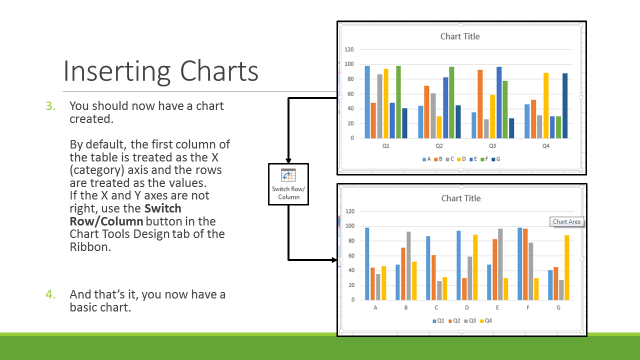 Inserting Charts
3. You should now have a chart
created.
By default, the first column of
the table is treated as the X
(category) axis and the rows
are treated as the values.
If the X and Y axes are not
right, use the Switch
Row/Column button in the
Chart Tools Design tab of the
Ribbon.
4. And that's it, you now have a
basic chart.
Switch Row/
Column
Chart Title
120
100
80
60
40
20
0
Q1 Q2 Q3 Q4
A B C D E F G
Chart Title
Chart Area
120
100
80
60
40
20
0
A B C D E F G
Q1 Q2 Q3 Q4